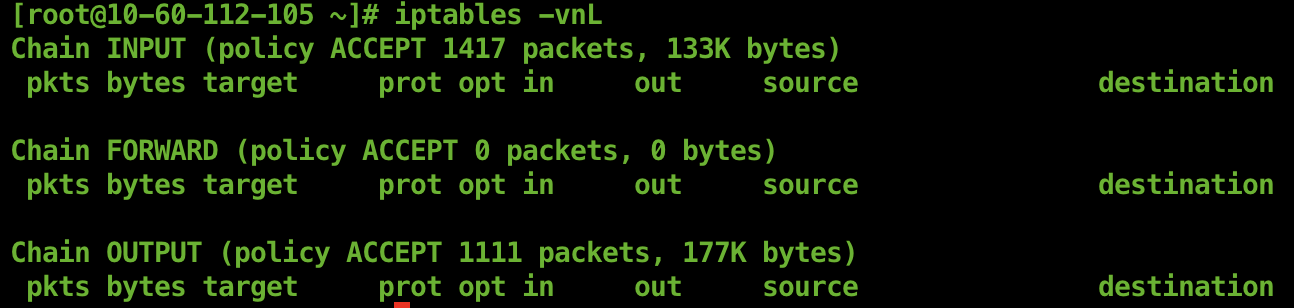 [root@10-60-112-105 ~]# iptables -vnL
Chain INPUT (policy ACCEPT 1417 packets, 133K bytes)
 pkts bytes target     prot opt in     out     source               destination

Chain FORWARD (policy ACCEPT 0 packets, 0 bytes)
 pkts bytes target     prot opt in     out     source               destination

Chain OUTPUT (policy ACCEPT 1111 packets, 177K bytes)
 pkts bytes target     prot opt in     out     source               destination